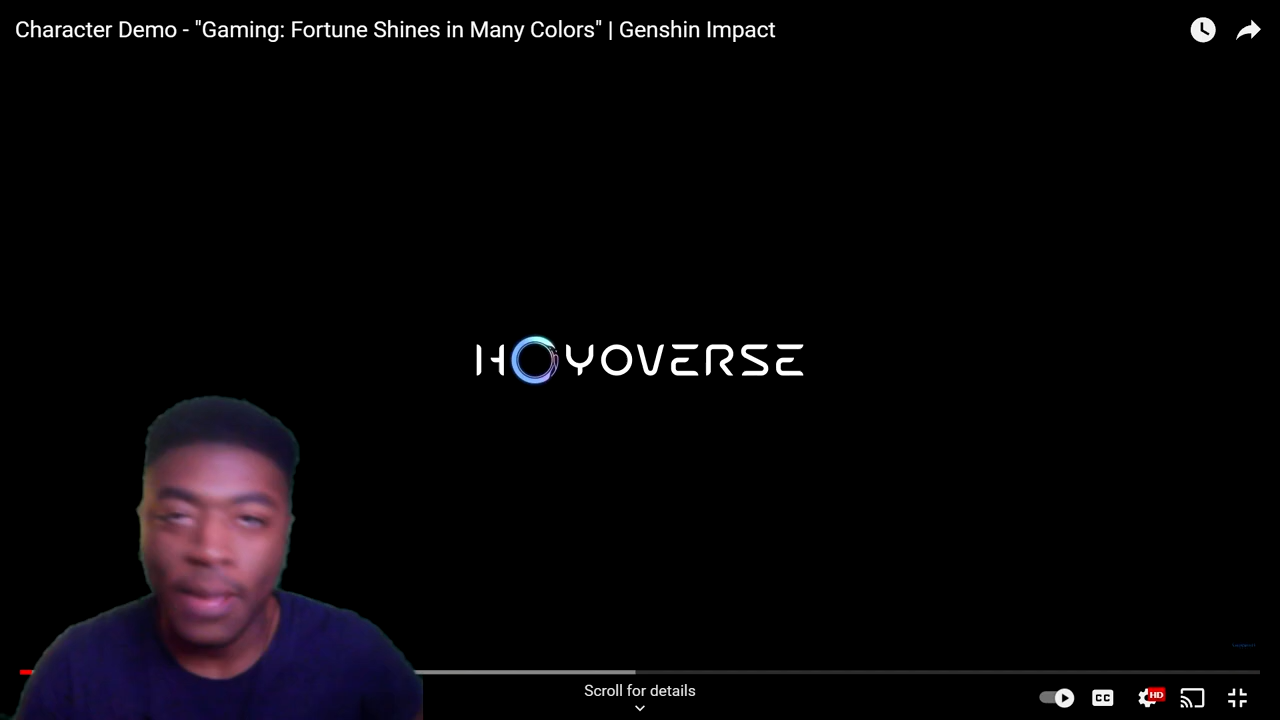 Character Demo - "Gaming: Fortune Shines in Many Colors" | Genshin Impact
HOYOVERSE
Scroll for details
CC
HD